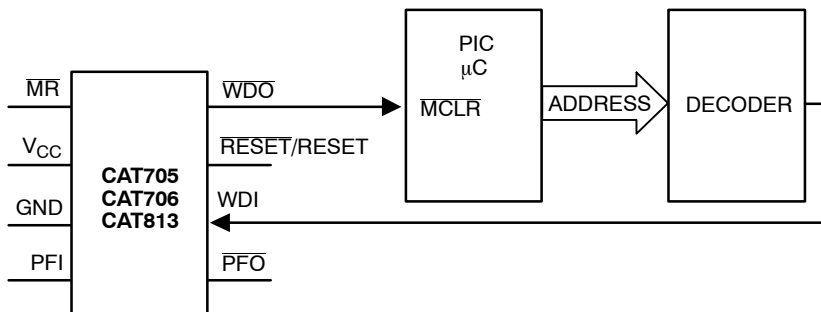 MR
VCC
GND
PFI
CAT705
CAT706
CAT813
WDO
RESET/RESET
WDI
PFO
PIC
μC
MCLR
ADDRESS
DECODER